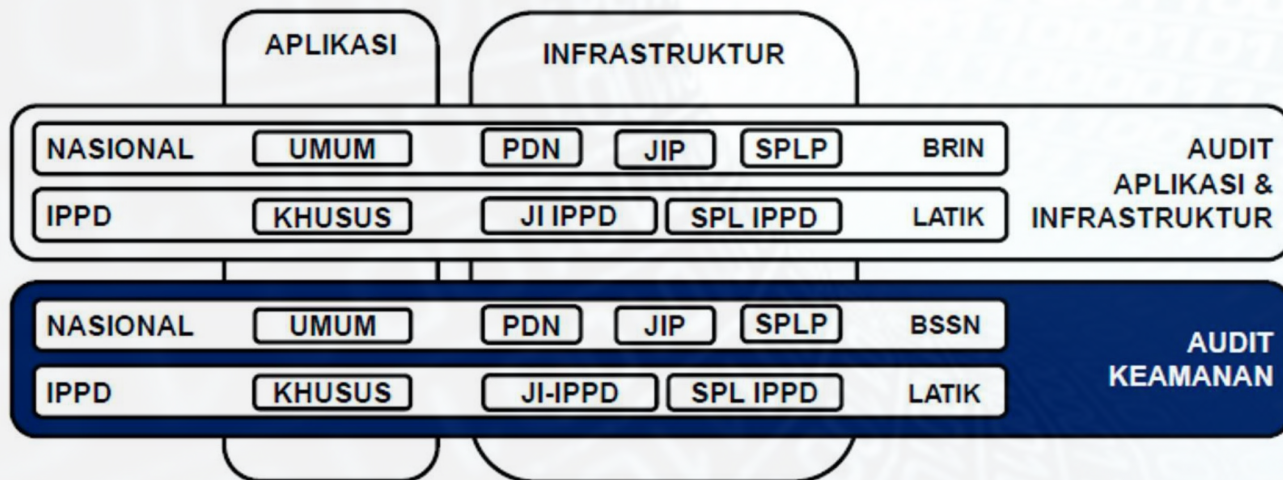 APLIKASI
INFRASTRUKTUR
NASIONAL UMUM PDN JIP SPLP BRIN
IPPD KHUSUS JI IPPD SPL IPPD LATIK
AUDIT
APLIKASI &
INFRASTRUKTUR
NASIONAL UMUM PDN JIP SPLP BSSN
IPPD KHUSUS JI-IPPD SPL IPPD LATIK
AUDIT
KEAMANAN